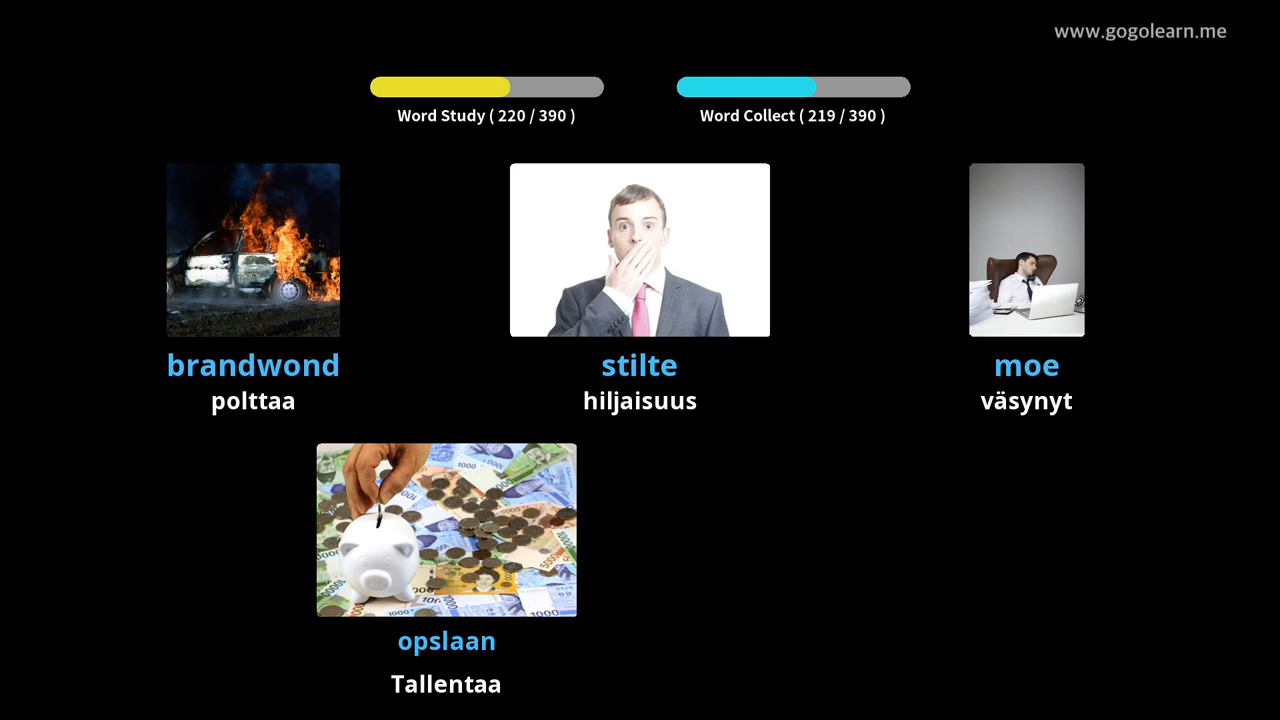 www.gogolearn.me
Word Study ( 220 / 390 )
Word Collect ( 219 / 390 )
brandwond
polttaa
stilte
hiljaisuus
moe
väsynyt
opslaan
Tallentaa